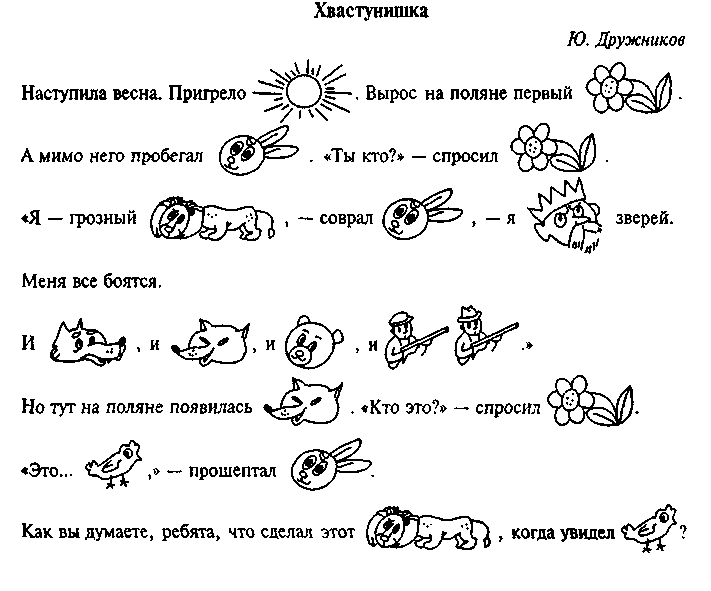 Хвастунишка
Ю. Дружников
Наступила весна. Пригрело . Вырос на поляне первый .
А мимо него пробегал . «Ты кто?» — спросил .
«Я — грозный , — соврал , — я зверей.
Меня все боятся.
И , и , и , и .»
Но тут на поляне появилась . «Кто это?» — спросил .
«Это... ,» — прошептал .
Как вы думаете, ребята, что сделал этот , когда увидел ?